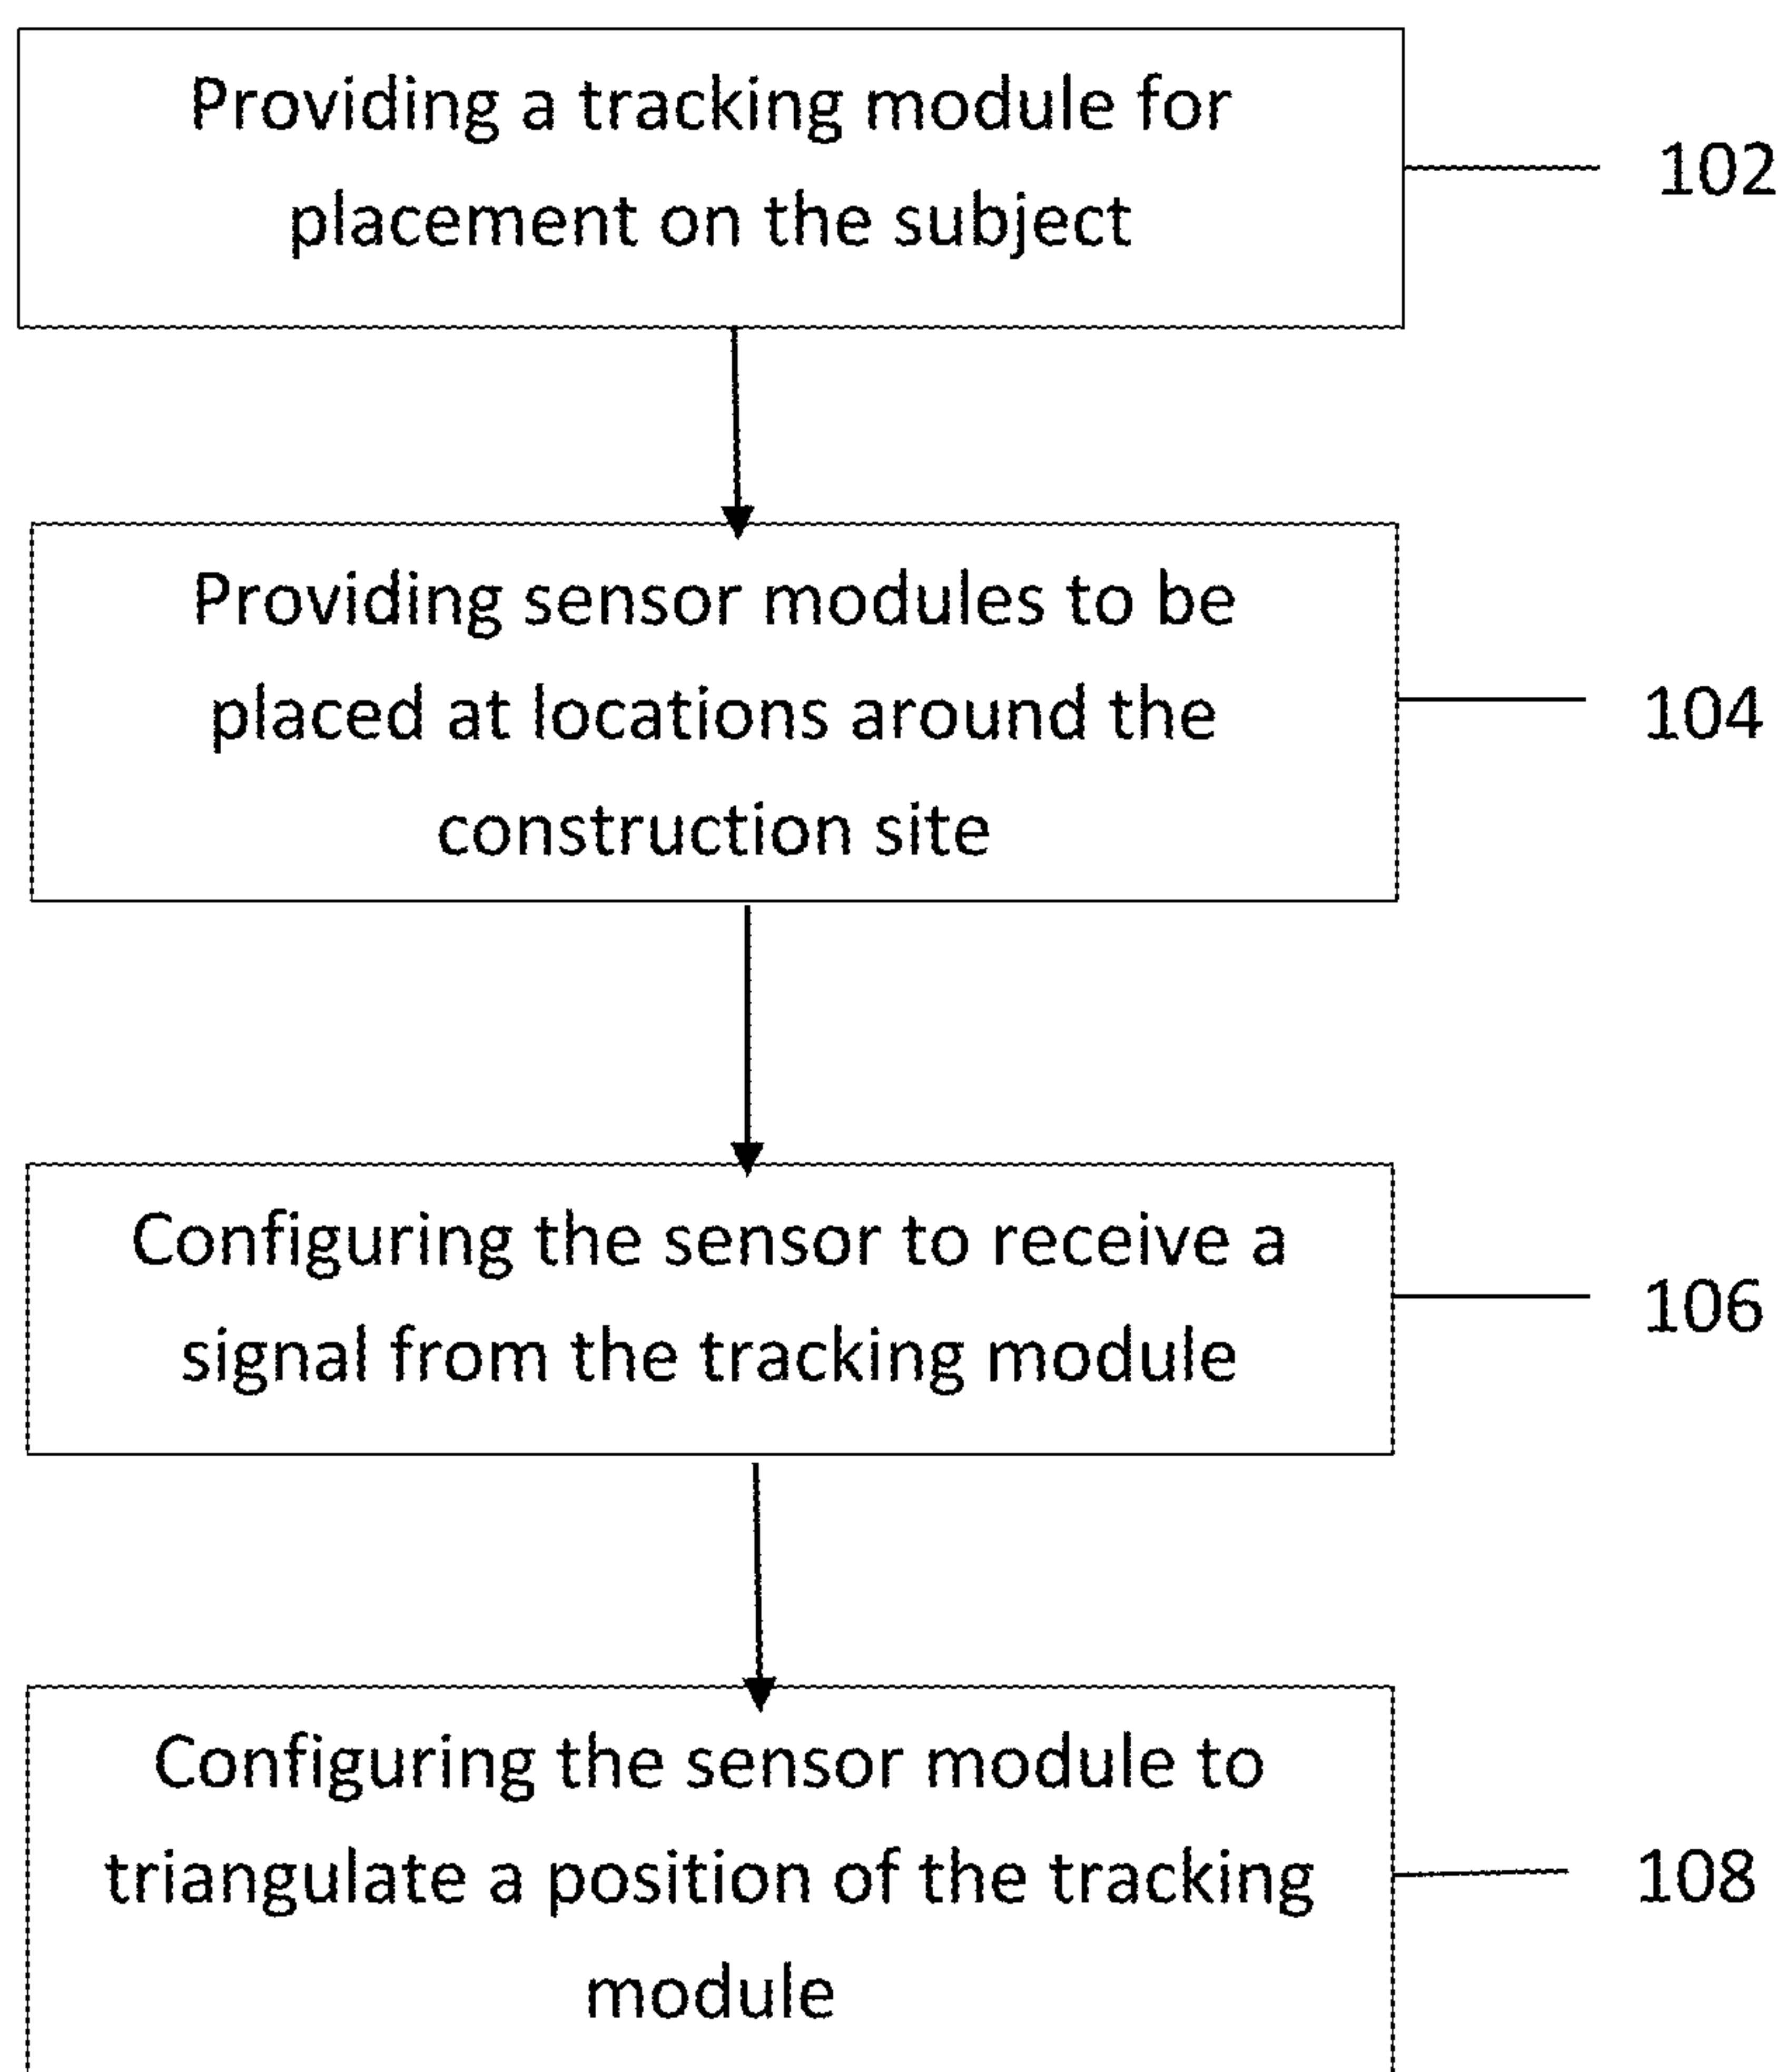 Providing a tracking module for
placement on the subject
102
Providing sensor modules to be
placed at locations around the
construction site
104
Configuring the sensor to receive a
signal from the tracking module
106
Configuring the sensor module to
triangulate a position of the tracking
module
108